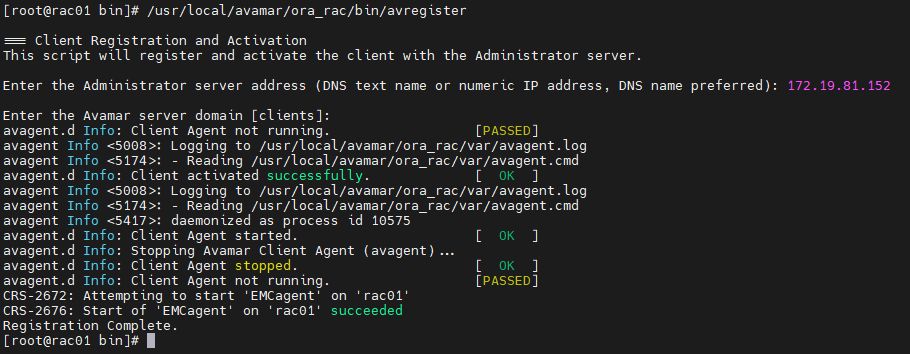 [root@rac01 bin]# /usr/local/avamar/ora_rac/bin/avregister
=== Client Registration and Activation
This script will register and activate the client with the Administrator server.
Enter the Administrator server address (DNS text name or numeric IP address, DNS name preferred): 172.19.81.152
Enter the Avamar server domain [clients]:
avagent.d Info: Client Agent not running. [PASSED]
avagent Info <5008>: Logging to /usr/local/avamar/ora_rac/var/avagent.log
avagent Info <5174>: - Reading /usr/local/avamar/ora_rac/var/avagent.cmd
avagent.d Info: Client activated successfully. [ OK ]
avagent Info <5008>: Logging to /usr/local/avamar/ora_rac/var/avagent.log
avagent Info <5174>: - Reading /usr/local/avamar/ora_rac/var/avagent.cmd
avagent Info <5417>: daemonized as process id 10575
avagent.d Info: Client Agent started. [ OK ]
avagent.d Info: Stopping Avamar Client Agent (avagent)...
avagent.d Info: Client Agent stopped. [ OK ]
avagent.d Info: Client Agent not running. [PASSED]
CRS-2672: Attempting to start 'EMCagent' on 'rac01'
CRS-2676: Start of 'EMCagent' on 'rac01' succeeded
Registration Complete.
[root@rac01 bin]#